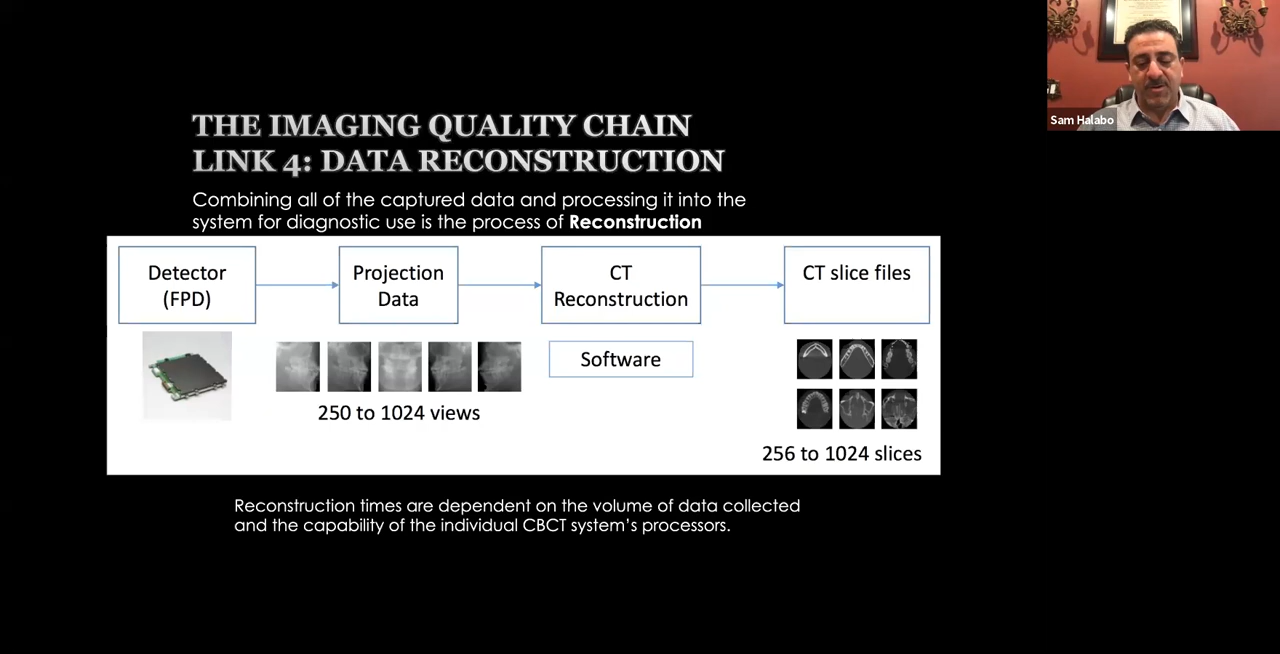 THE IMAGING QUALITY CHAIN
LINK 4: DATA RECONSTRUCTION
Combining all of the captured data and processing it into the
system for diagnostic use is the process of Reconstruction
Detector
(FPD)
Projection
Data
CT
Reconstruction
CT slice files
Software
250 to 1024 views
256 to 1024 slices
Reconstruction times are dependent on the volume of data collected
and the capability of the individual CBCT system’s processors.
Sam Halabo